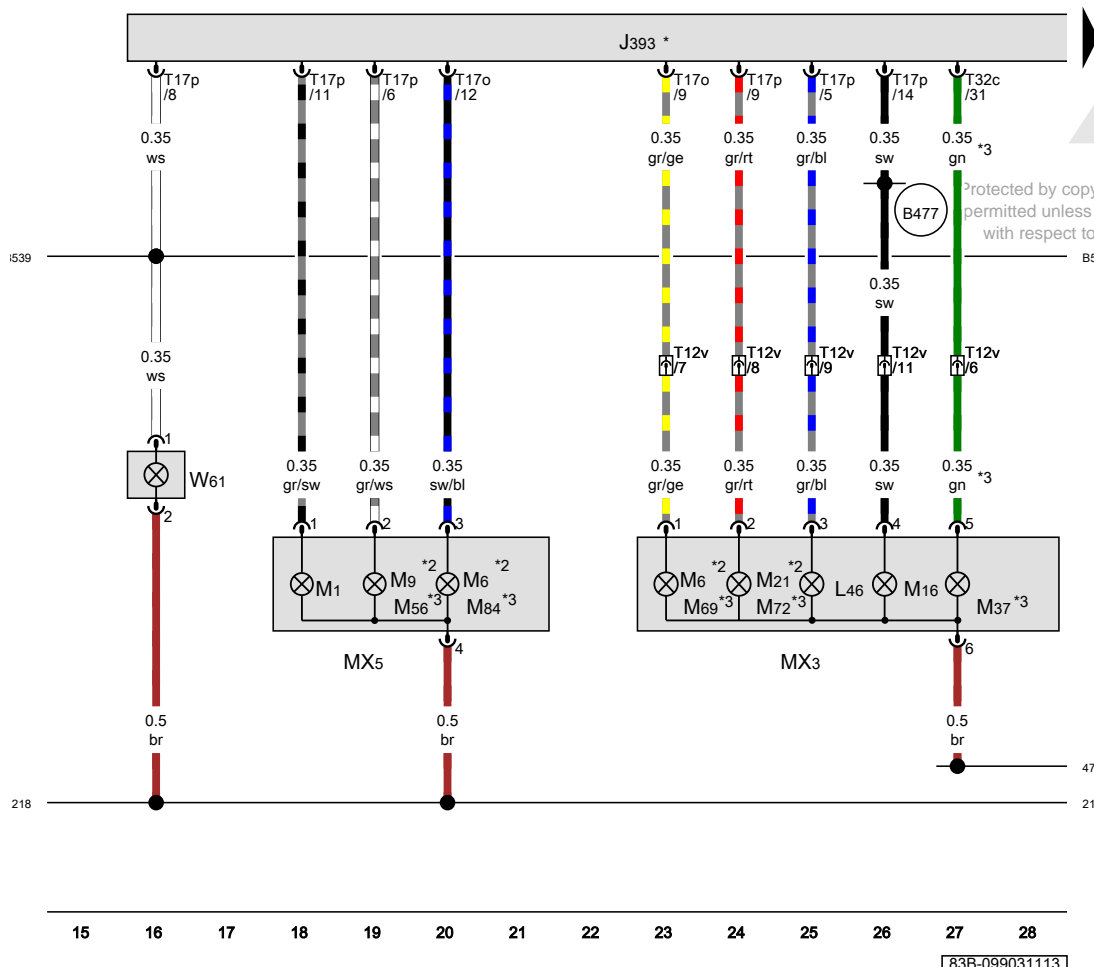 J393 *
T17p /8
T17p /11
T17p /6
T17o /12
T17o /9
T17p /9
T17p /5
T17p /14
T32c /31
0.35 ws
0.35 gr/ge
0.35 gr/rt
0.35 gr/bl
0.35 sw
0.35 gn *3
B477
Protected by copy
permitted unless
with respect to
539
B5
0.35 sw
0.35 ws
T12v /7
T12v /8
T12v /9
T12v /11
T12v /6
1
W61
2
0.35 gr/sw
0.35 gr/ws
0.35 sw/bl
0.35 gr/ge
0.35 gr/rt
0.35 gr/bl
0.35 sw
0.35 gn *3
1 2 3
1 2 3 4 5
M1
M9 *2
M56 *3
M6 *2
M84 *3
M6 *2
M69 *3
M21 *2
M72 *3
L46
M16
M37 *3
MX5
4
MX3
6
0.5 br
0.5 br
0.5 br
47
218
21
15 16 17 18 19 20 21 22 23 24 25 26 27 28
83B-099031113